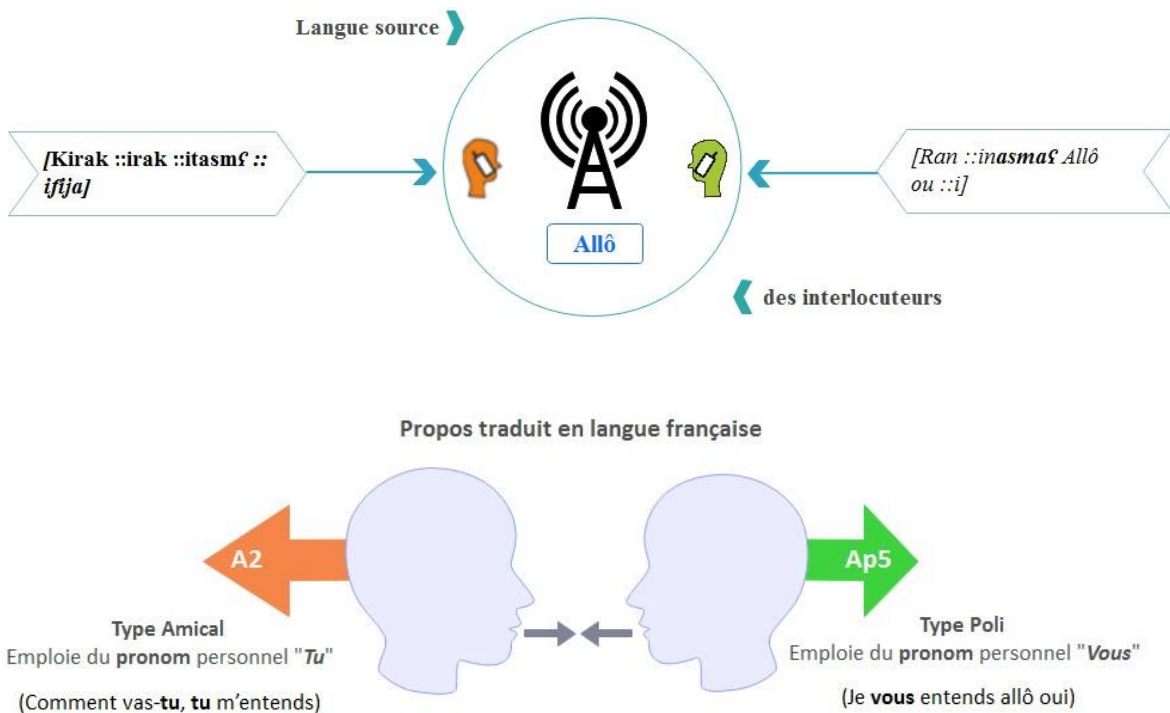 Langue source
[Kirak ::irak ::itasmʕ ::
iʃija]
[Ran ::inasmaʕ Allô
ou ::i]
Allô
des interlocuteurs
Propos traduit en langue française
A2
Ap5
Type Amical
Emploie du pronom personnel "Tu"
(Comment vas-tu, tu m’entends)
Type Poli
Emploie du pronom personnel "Vous"
(Je vous entends allô oui)